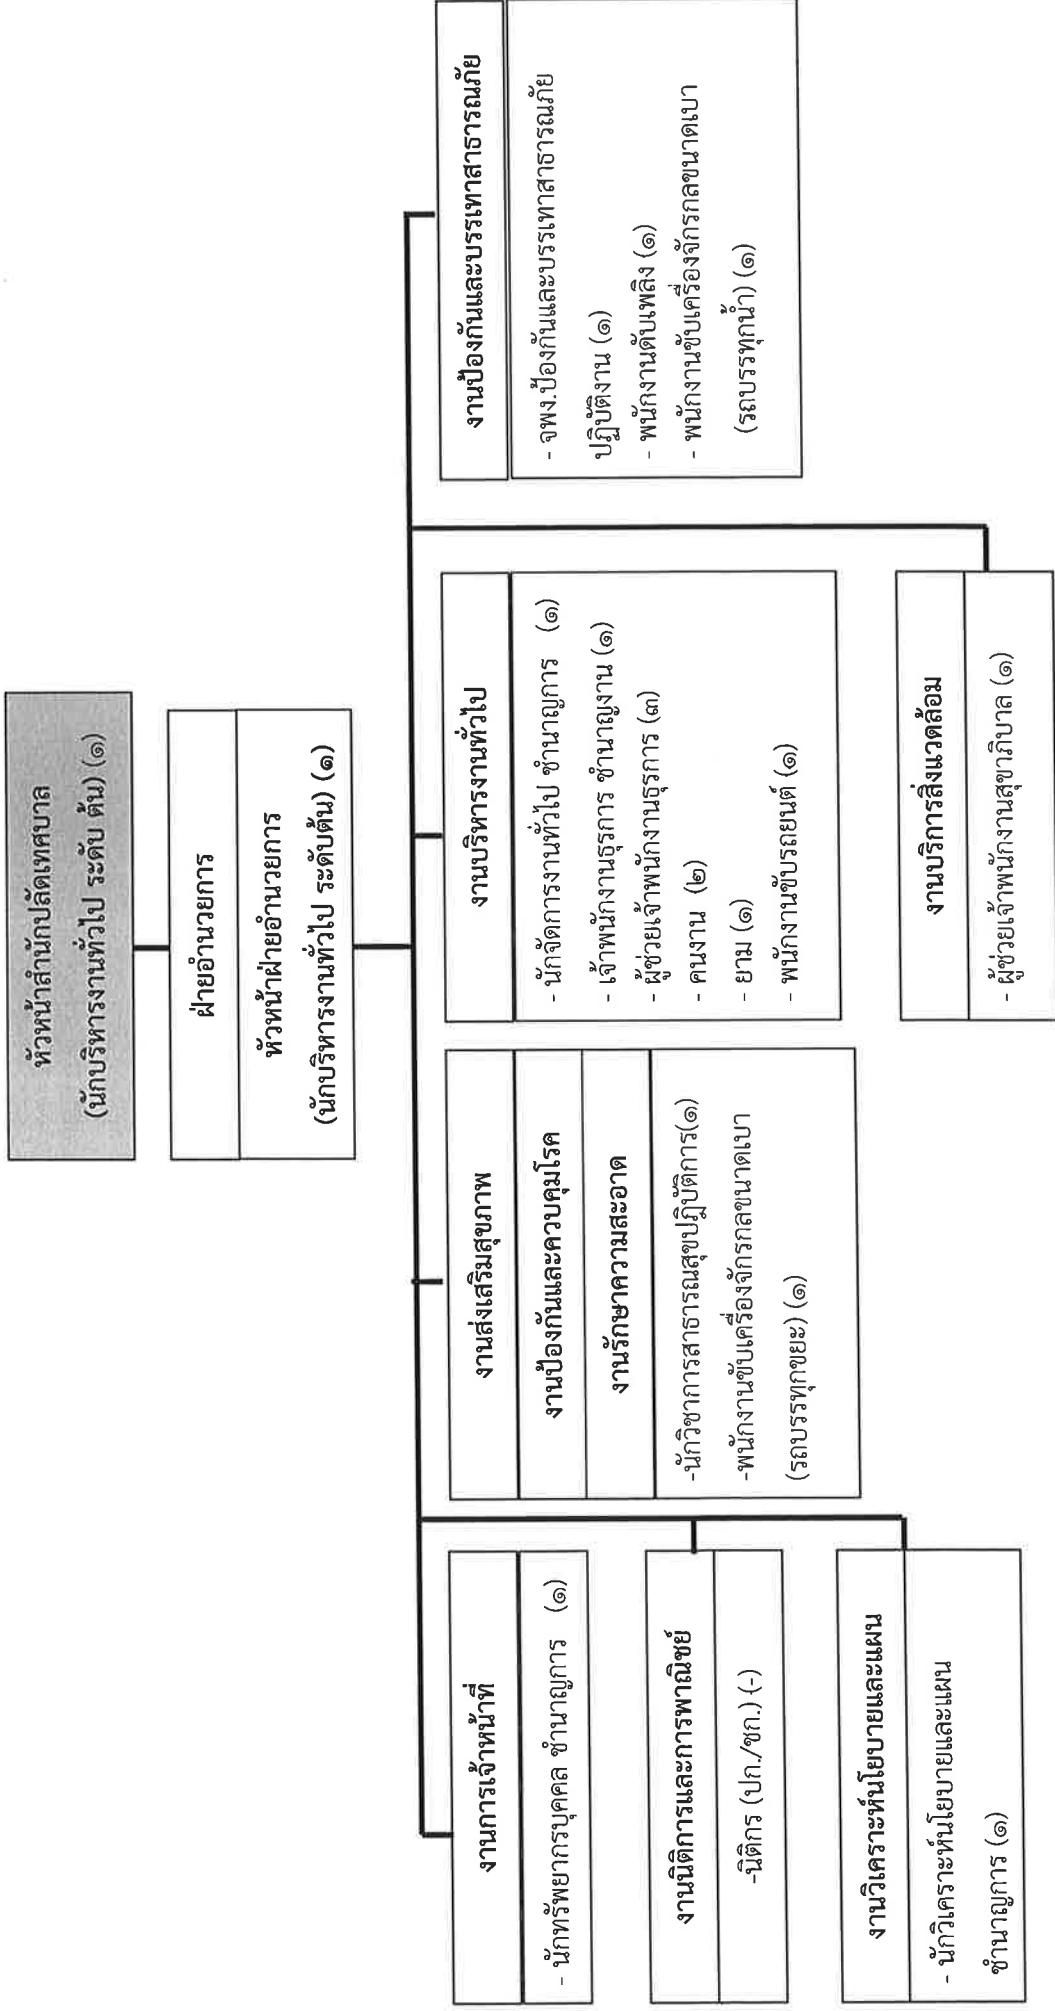 หัวหน้าสำนักปลัดเทศบาล
(นักบริหารงานทั่วไป ระดับ ต้น) (๑)
ฝ่ายอำนวยการ
หัวหน้าฝ่ายอำนวยการ
(นักบริหารงานทั่วไป ระดับต้น) (๑)
งานการเจ้าหน้าที่
- นักทรัพยากรบุคคล ชำนาญการ (๑)
งานนิติการและการพาณิชย์
-นิติกร (ปก./ชก.) (-)
งานวิเคราะห์นโยบายและแผน
- นักวิเคราะห์นโยบายและแผน
ชำนาญการ (๑)
งานส่งเสริมสุขภาพ
งานป้องกันและควบคุมโรค
งานรักษาความสะอาด
-นักวิชาการสาธารณสุขปฏิบัติการ(๑)
-พนักงานขับเครื่องจักรกลขนาดเบา
(รถบรรทุกขยะ) (๑)
งานบริหารงานทั่วไป
- นักจัดการงานทั่วไป ชำนาญการ (๑)
- เจ้าพนักงานธุรการ ชำนาญงาน (๑)
- ผู้ช่วยเจ้าพนักงานธุรการ (๓)
- คนงาน (๒)
- ยาม (๑)
- พนักงานขับรถยนต์ (๑)
งานบริการสิ่งแวดล้อม
- ผู้ช่วยเจ้าพนักงานสุขาภิบาล (๑)
งานป้องกันและบรรเทาสาธารณภัย
- จพง.ป้องกันและบรรเทาสาธารณภัย
ปฏิบัติงาน (๑)
- พนักงานดับเพลิง (๑)
- พนักงานขับเครื่องจักรกลขนาดเบา
(รถบรรทุกน้ำ) (๑)